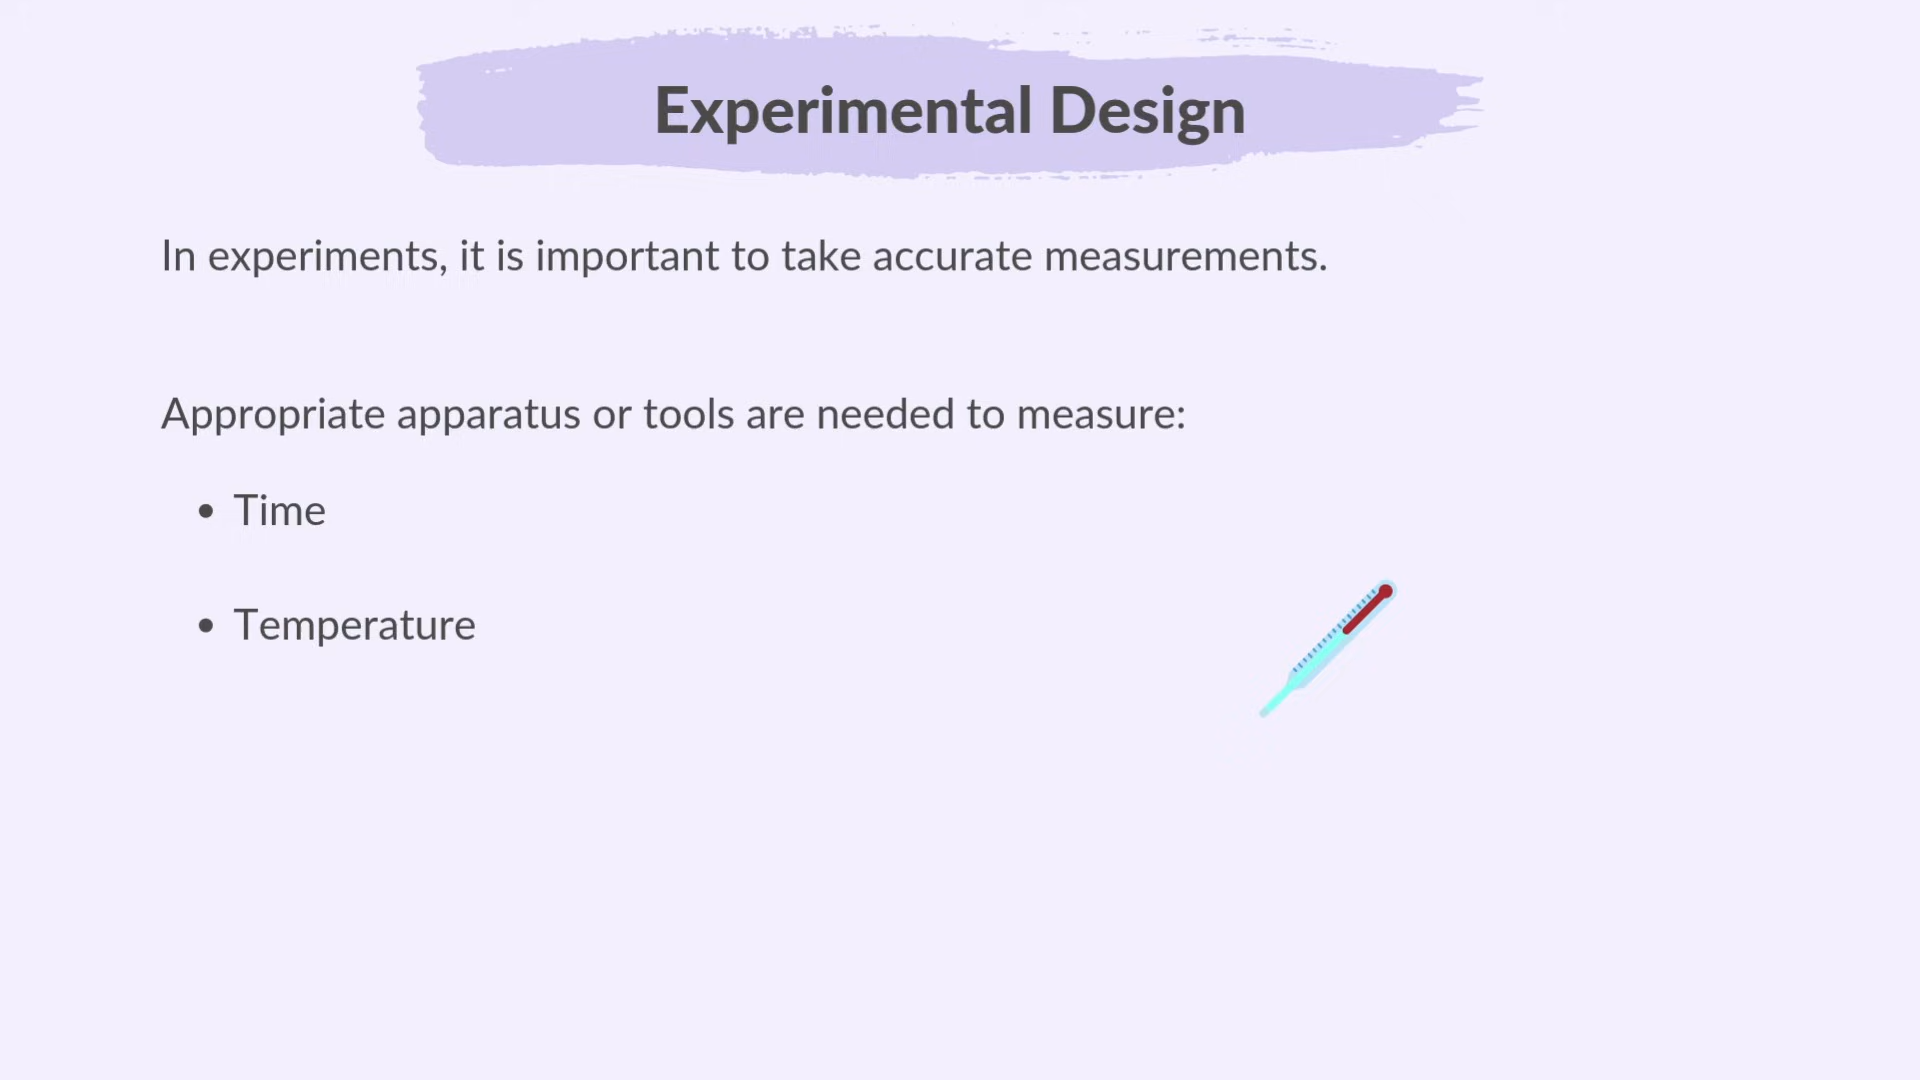 Experimental Design
In experiments, it is important to take accurate measurements.
Appropriate apparatus or tools are needed to measure:
• Time
• Temperature